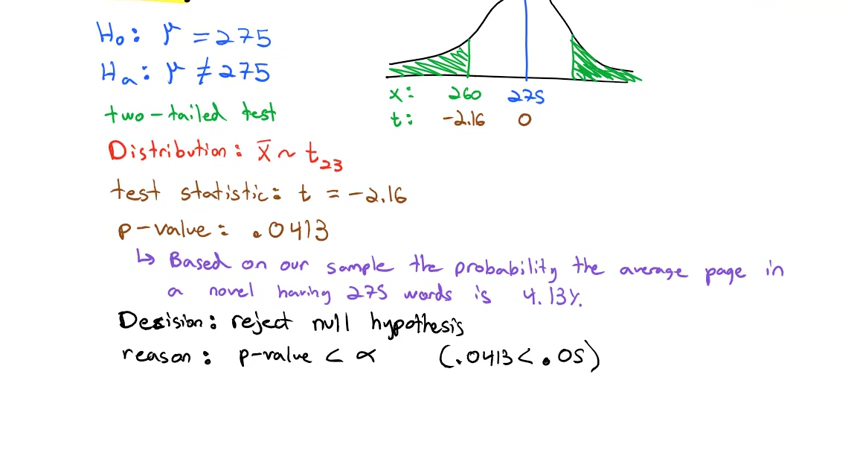 H₀: μ = 275
Hₐ: μ ≠ 275
two-tailed test
x: 260 275
t: -2.16 0
Distribution: x̄ ~ t₂₃
test statistic: t = -2.16
p-value: .0413
↳ Based on our sample the probability the average page in
a novel having 275 words is 4.13%.
Decision: reject null hypothesis
reason: p-value < α (.0413 < .05)